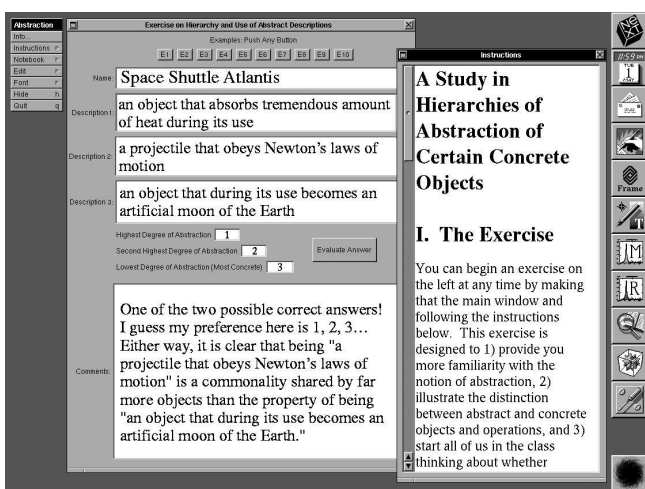 Abstraction
Info...
Instructions r
Notebook r
Edit r
Font r
Hide h
Quit q
Exercise on Hierarchy and Use of Abstract Descriptions
Examples: Push Any Button
E1 E2 E3 E4 E5 E6 E7 E8 E9 E10
Name: Space Shuttle Atlantis
Description 1: an object that absorbs tremendous amount
of heat during its use
Description 2: a projectile that obeys Newton's laws of
motion
Description 3: an object that during its use becomes an
artificial moon of the Earth
Highest Degree of Abstraction 1
Second Highest Degree of Abstraction 2
Lowest Degree of Abstraction (Most Concrete) 3
Evaluate Answer
Comments:
One of the two possible correct answers!
I guess my preference here is 1, 2, 3...
Either way, it is clear that being "a
projectile that obeys Newton's laws of
motion" is a commonality shared by far
more objects than the property of being
"an object that during its use becomes an
artificial moon of the Earth."
Instructions
A Study in
Hierarchies of
Abstraction of
Certain Concrete
Objects
I. The Exercise
You can begin an exercise on
the left at any time by making
that the main window and
following the instructions
below. This exercise is
designed to 1) provide you
more familiarity with the
notion of abstraction, 2)
illustrate the distinction
between abstract and concrete
objects and operations, and 3)
start all of us in the class
thinking about whether
NeXT
11:59 PM
TUE
1
MAY
Frame
T
M
R